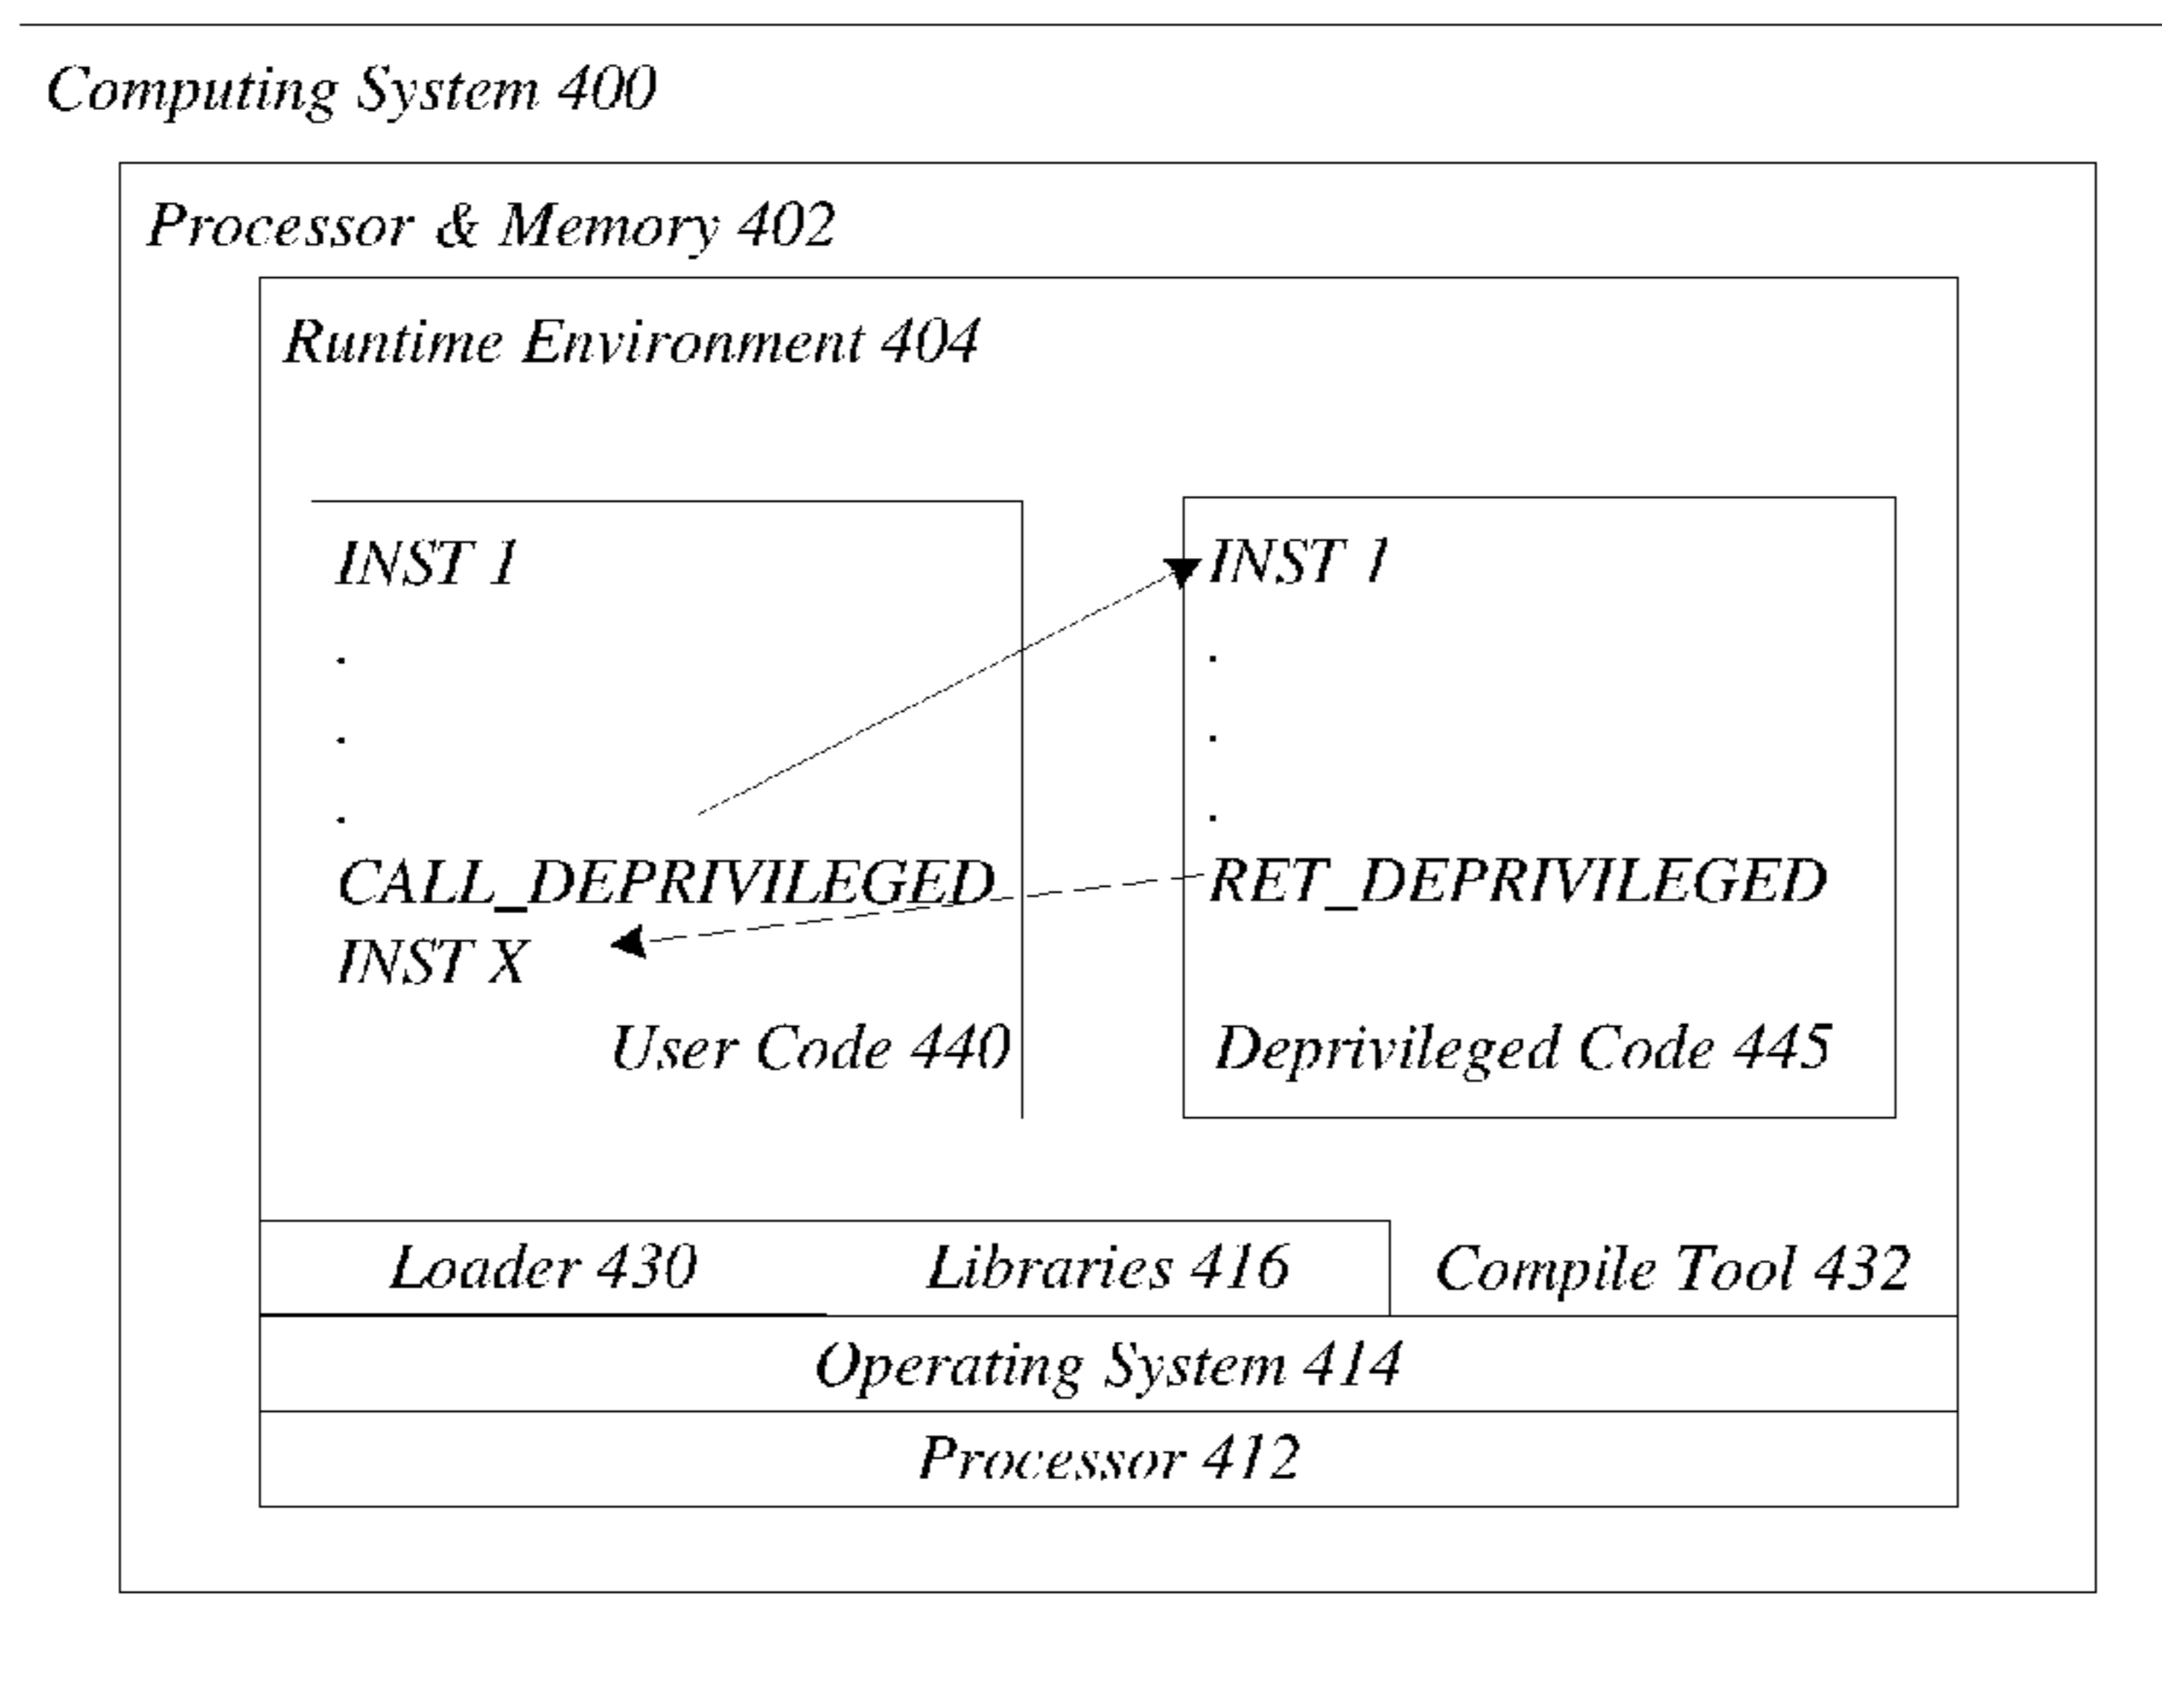 Computing System 400
Processor & Memory 402
Runtime Environment 404
INST 1
.
.
.
CALL_DEPRIVILEGED
INST X
User Code 440
INST 1
.
.
.
RET_DEPRIVILEGED
Deprivileged Code 445
Loader 430
Libraries 416
Compile Tool 432
Operating System 414
Processor 412